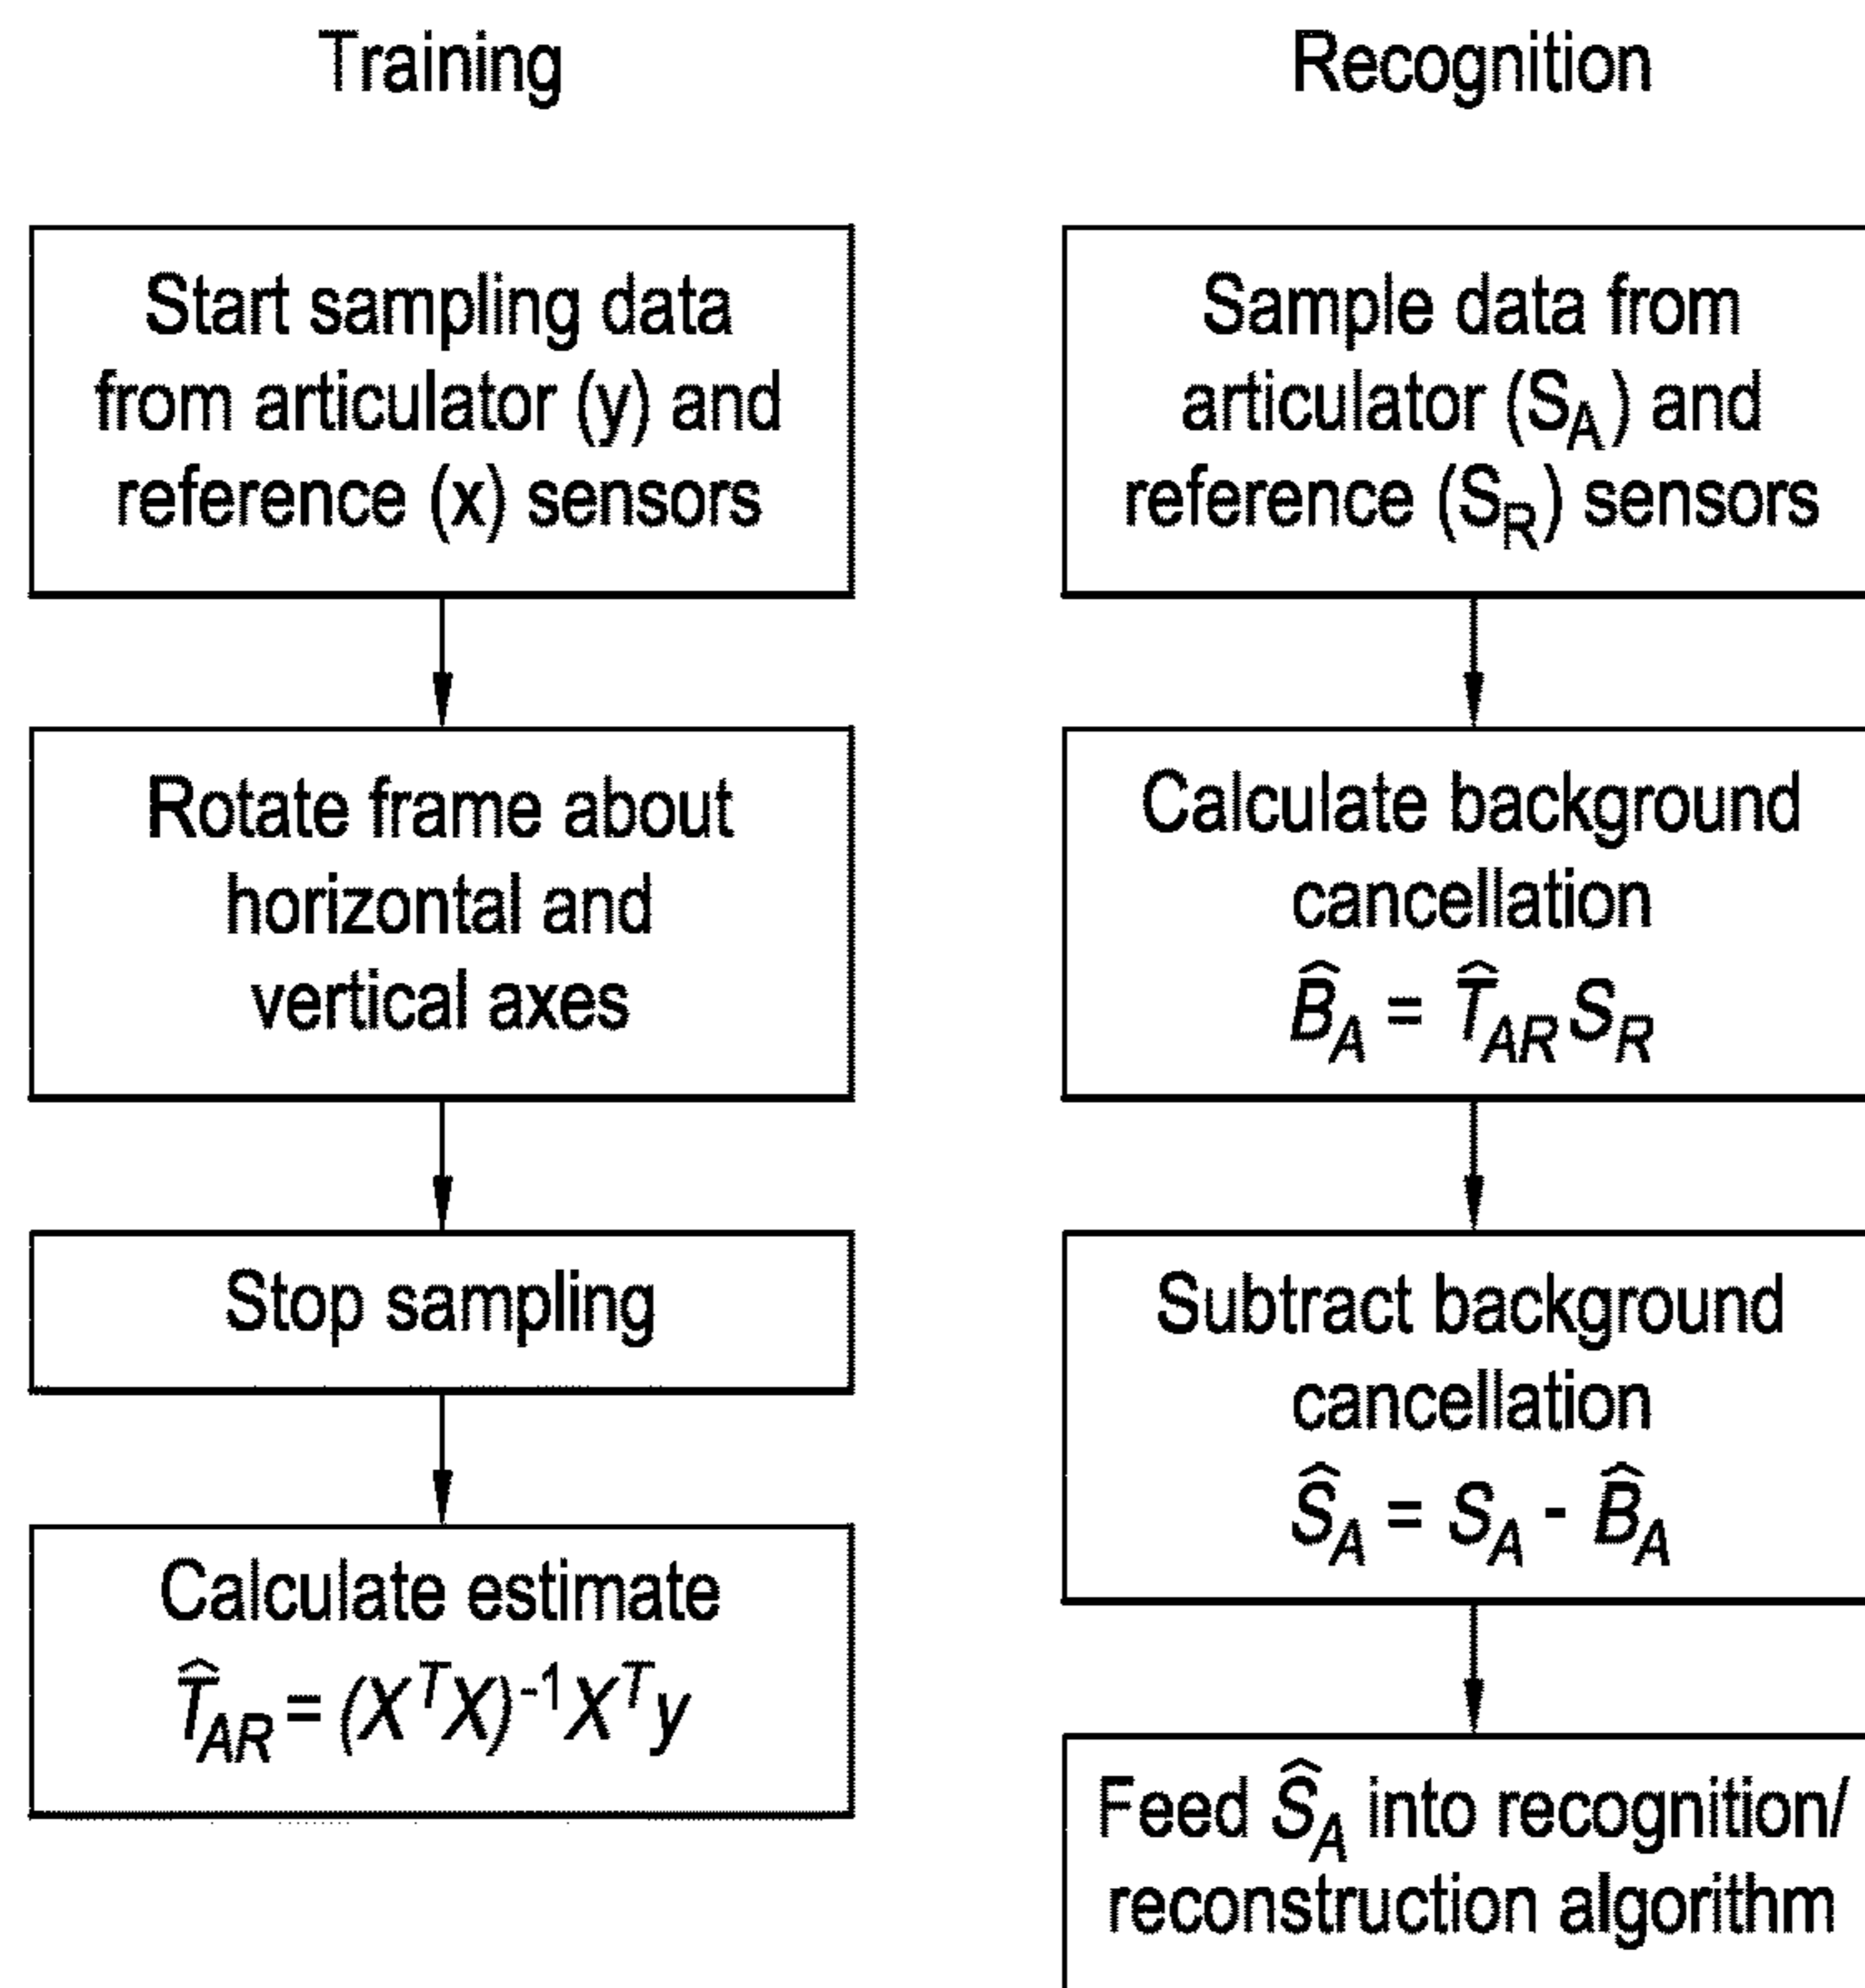 Training
Start sampling data
from articulator (y) and
reference (x) sensors
Rotate frame about
horizontal and
vertical axes
Stop sampling
Calculate estimate
T̂_AR = (X^T X)^-1 X^T y
Recognition
Sample data from
articulator (S_A) and
reference (S_R) sensors
Calculate background
cancellation
B̂_A = T̂_AR S_R
Subtract background
cancellation
Ŝ_A = S_A - B̂_A
Feed Ŝ_A into recognition/
reconstruction algorithm